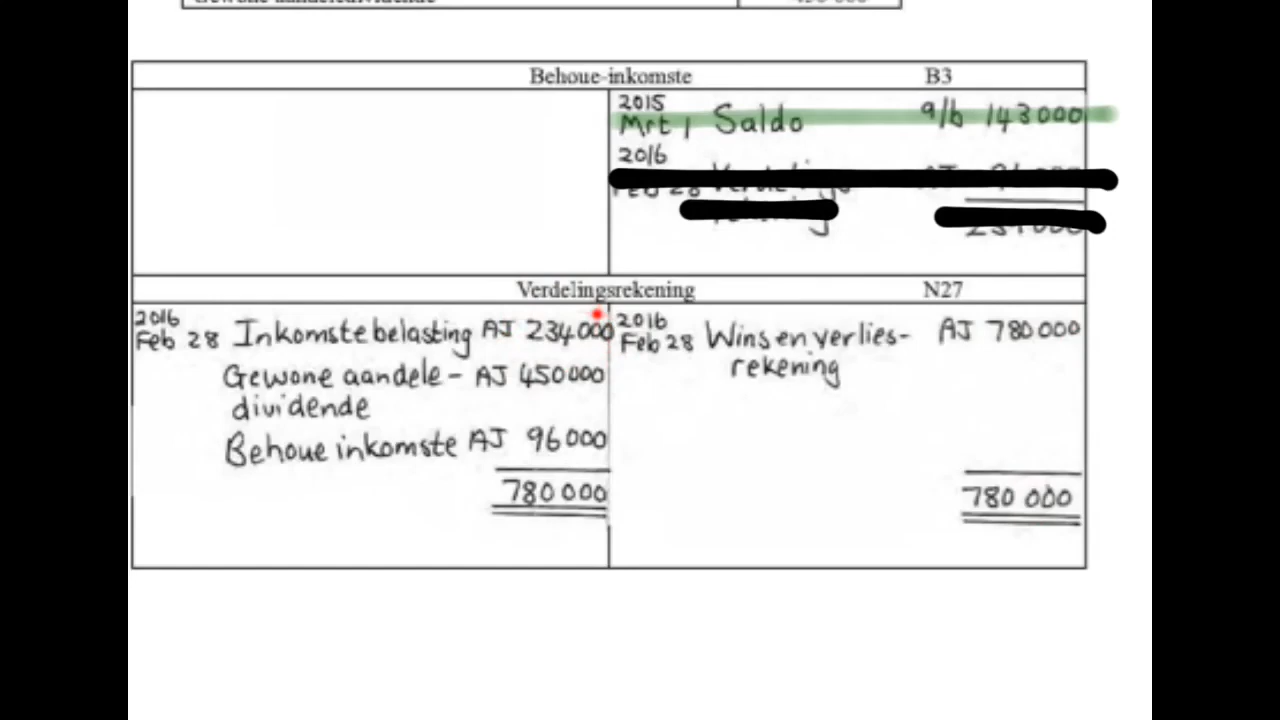 Behoue-inkomste B3
2015
Mrt 1 Saldo a/b 143 000
2016
Feb 28
Verdelingsrekening N27
2016
Feb 28 Inkomstebelasting AJ 234 000
Gewone aandele- AJ 450 000
dividende
Behoue inkomste AJ 96 000
780 000
2016
Feb 28 Wins en verlies- AJ 780 000
rekening
780 000